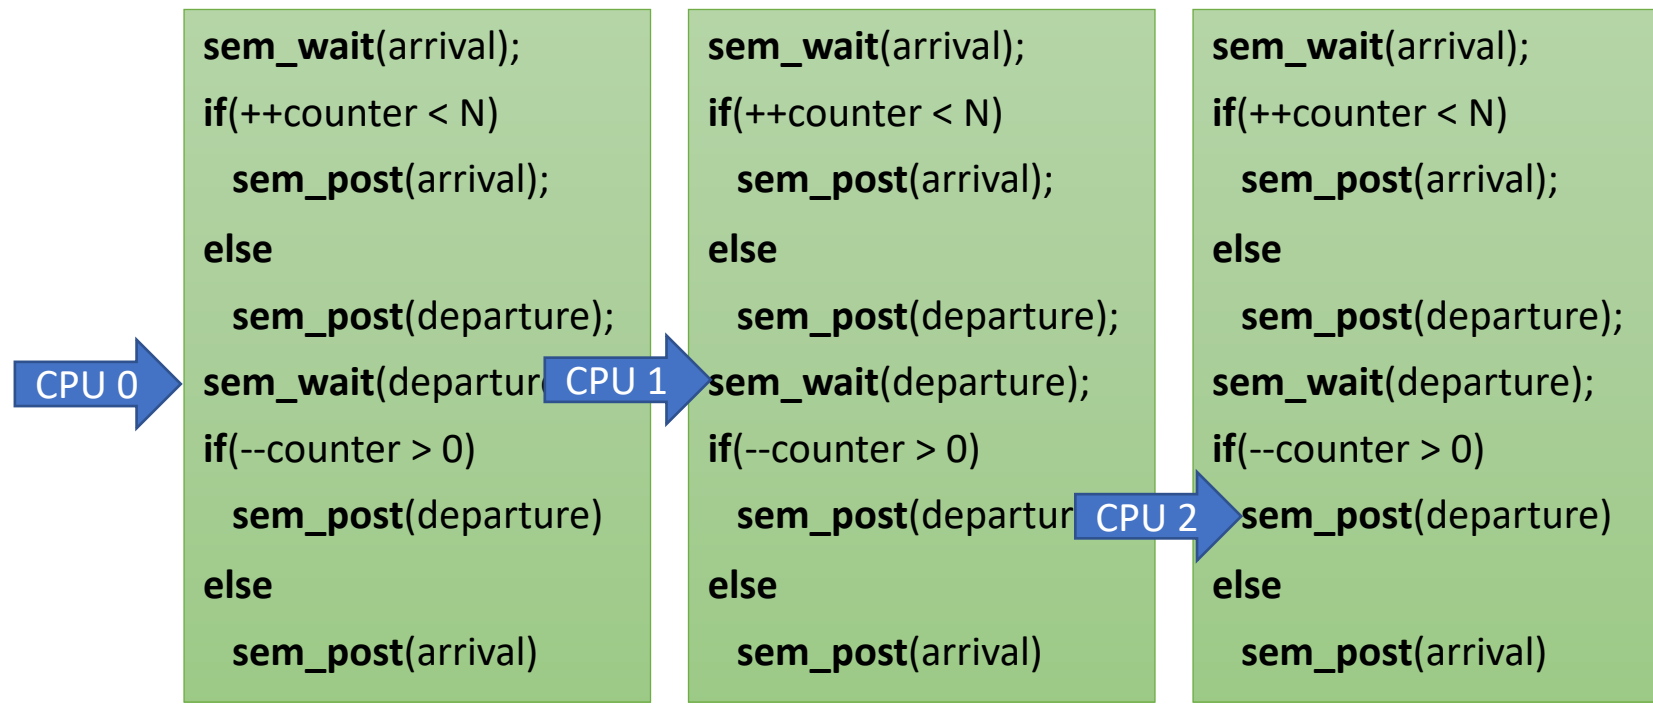 sem_wait(arrival);
if(++counter < N)
sem_post(arrival);
else
sem_post(departure);
CPU 0
sem_wait(departur
if(--counter > 0)
sem_post(departure)
else
sem_post(arrival)
sem_wait(arrival);
if(++counter < N)
sem_post(arrival);
else
sem_post(departure);
CPU 1
sem_wait(departure);
if(--counter > 0)
sem_post(departur
else
sem_post(arrival)
sem_wait(arrival);
if(++counter < N)
sem_post(arrival);
else
sem_post(departure);
sem_wait(departure);
if(--counter > 0)
CPU 2
sem_post(departure)
else
sem_post(arrival)